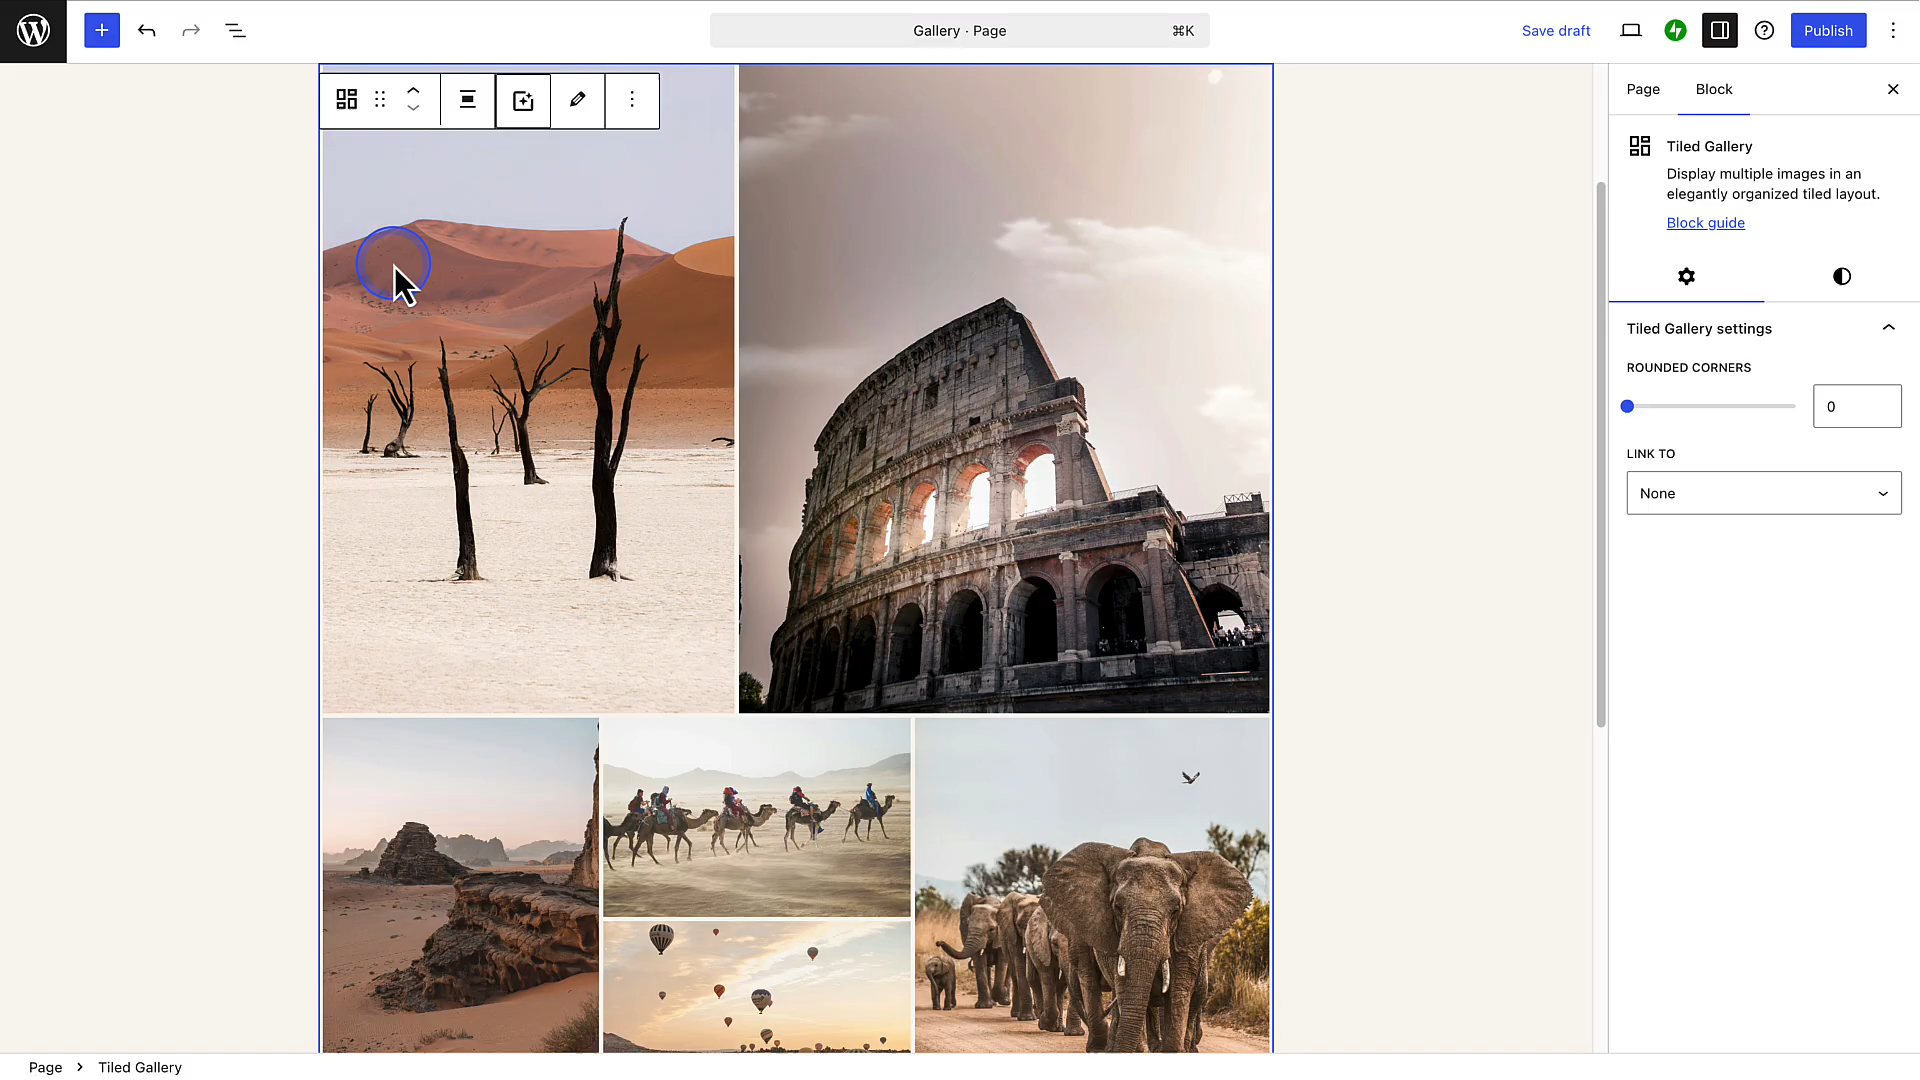 Gallery · Page ⌘K
Save draft
Publish
Page Block
Tiled Gallery
Display multiple images in an
elegantly organized tiled layout.
Block guide
Tiled Gallery settings
ROUNDED CORNERS
0
LINK TO
None
Page > Tiled Gallery